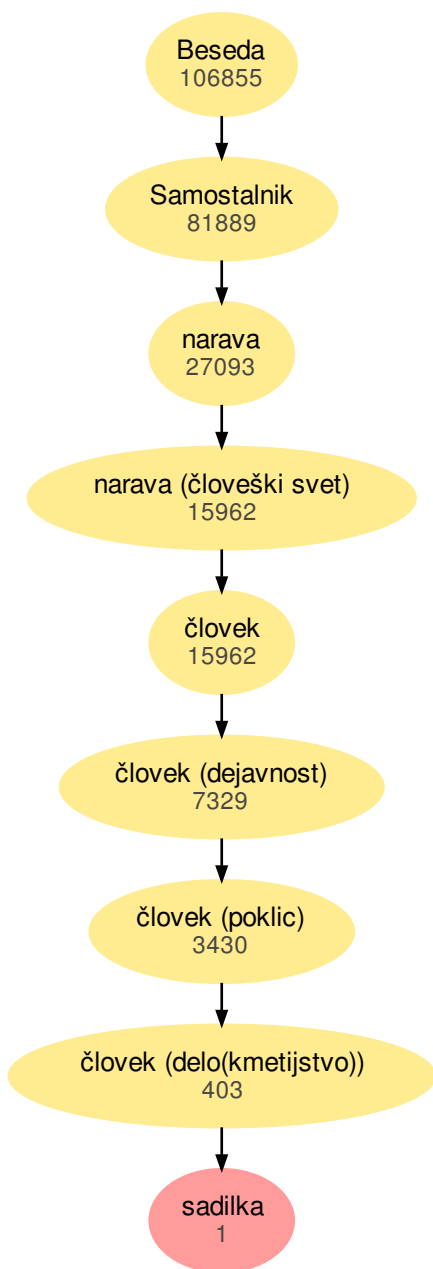 Beseda
106855
Samostalnik
81889
narava
27093
narava (človeški svet)
15962
človek
15962
človek (dejavnost)
7329
človek (poklic)
3430
človek (delo(kmetijstvo))
403
sadilka
1